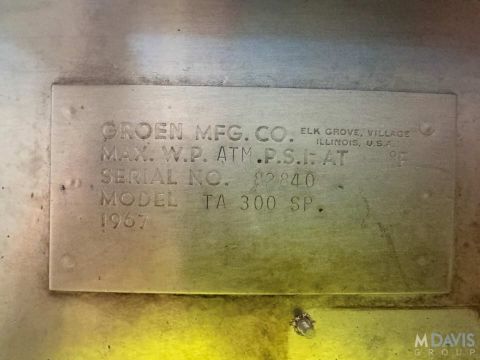 GROEN MFG. CO. ELK GROVE, VILLAGE
ILLINOIS, U.S.A.
MAX. W.P. ATM. P.S.I. AT °F
SERIAL NO. 82840
MODEL TA 300 SP
1967
M DAVIS
GROUP